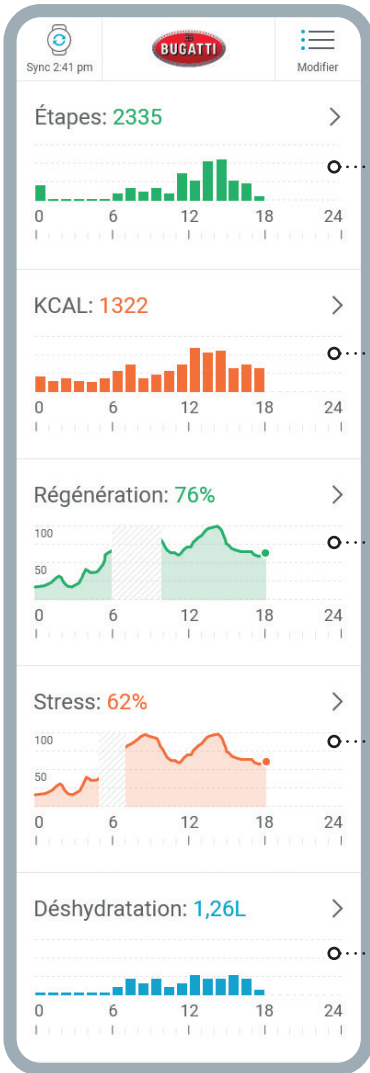 Sync 2:41 pm
BUGATTI
Modifier
Étapes: 2335
0 6 12 18 24
KCAL: 1322
0 6 12 18 24
Régénération: 76%
100
50
0 6 12 18 24
Stress: 62%
100
50
0 6 12 18 24
Déshydratation: 1,26L
0 6 12 18 24